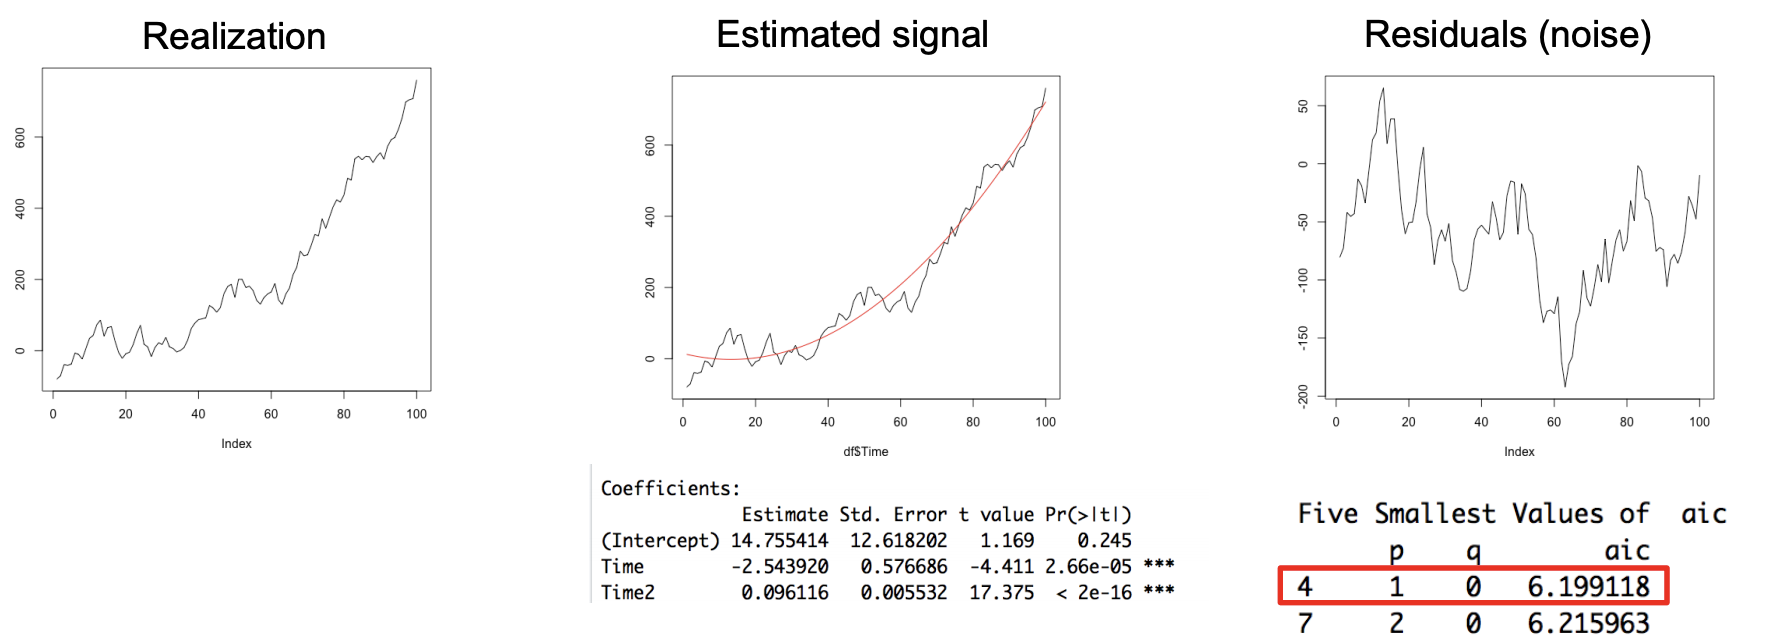 Realization
Estimated signal
Residuals (noise)
600
400
200
0
0 20 40 60 80 100
Index
600
400
200
0
0 20 40 60 80 100
df$Time
50
0
-50
-100
-150
-200
0 20 40 60 80 100
Index
Coefficients:
Estimate Std. Error t value Pr(>|t|)
(Intercept) 14.755414 12.618202 1.169 0.245
Time -2.543920 0.576686 -4.411 2.66e-05 ***
Time2 0.096116 0.005532 17.375 < 2e-16 ***
Five Smallest Values of aic
p q aic
4 1 0 6.199118
7 2 0 6.215963